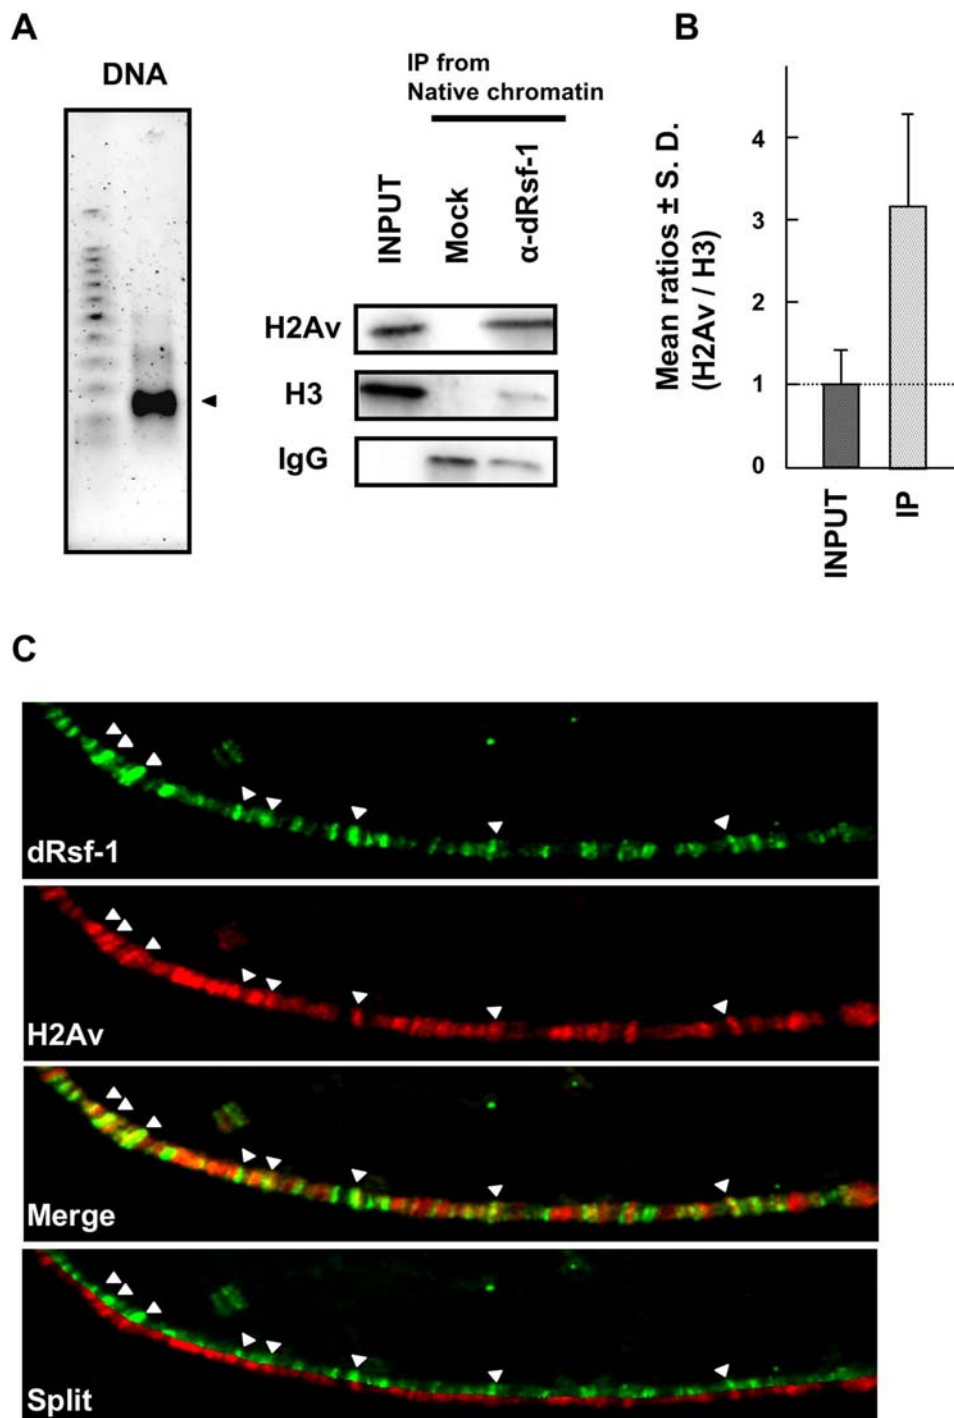 A
B
DNA
IP from
Native chromatin
INPUT
Mock
α-dRsf-1
H2Av
H3
IgG
Mean ratios ± S. D.
(H2Av / H3)
4
3
2
1
0
INPUT
IP
C
dRsf-1
H2Av
Merge
Split